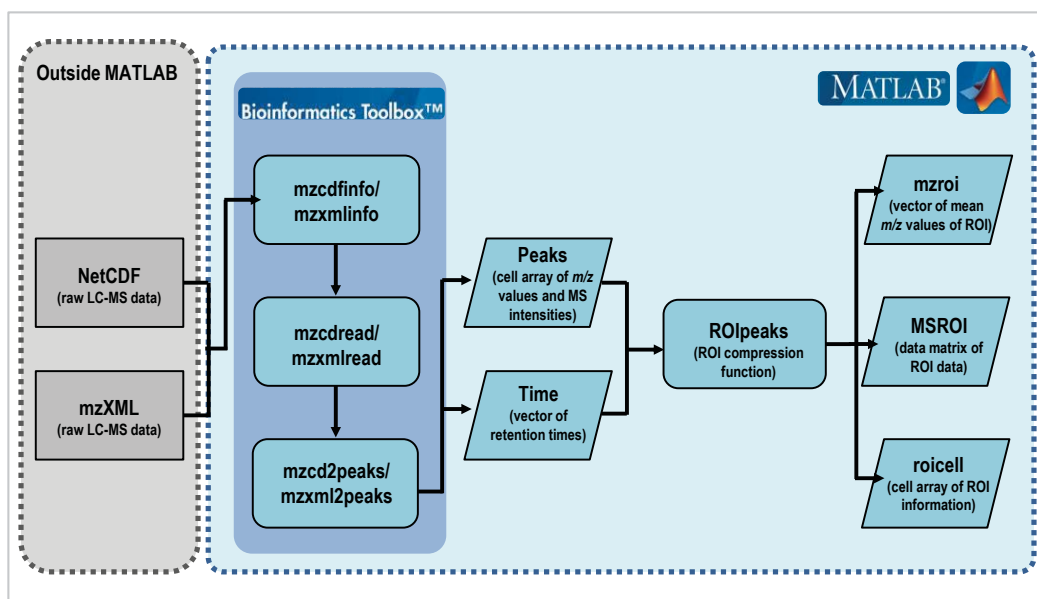 Outside MATLAB
NetCDF
(raw LC-MS data)
mzXML
(raw LC-MS data)
Bioinformatics Toolbox™
mzcdfinfo/
mzxmlinfo
mzcdread/
mzxmlread
mzcd2peaks/
mzxml2peaks
Peaks
(cell array of m/z
values and MS
intensities)
Time
(vector of
retention times)
ROIpeaks
(ROI compression
function)
MATLAB®
mzroi
(vector of mean
m/z values of ROI)
MSROI
(data matrix of
ROI data)
roicell
(cell array of ROI
information)